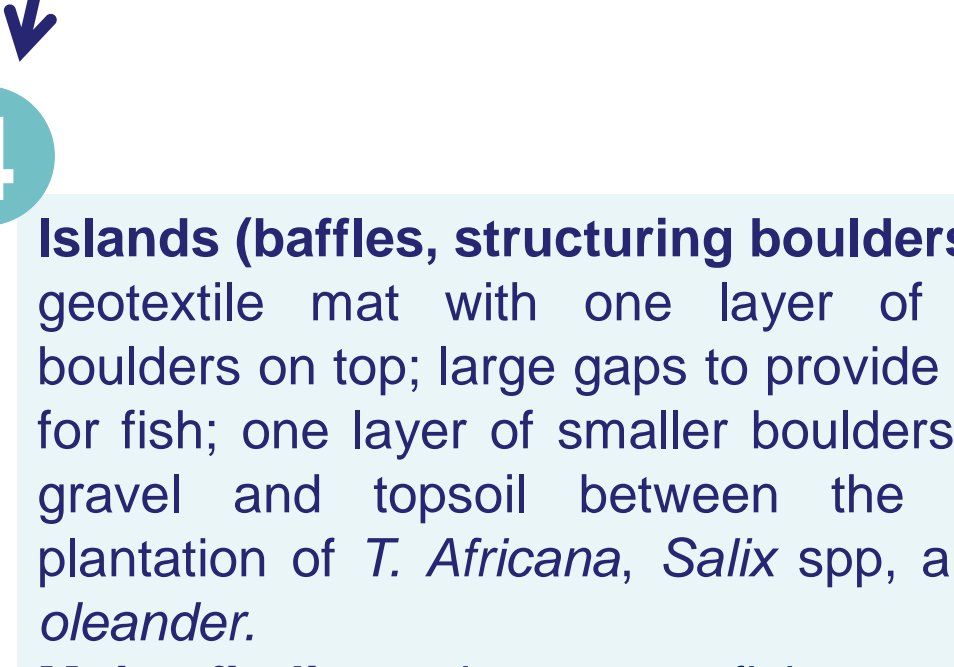 4
Islands (baffles, structuring boulders
geotextile mat with one layer of
boulders on top; large gaps to provide
for fish; one layer of smaller boulders
gravel and topsoil between the
plantation of T. Africana, Salix spp, a
oleander.